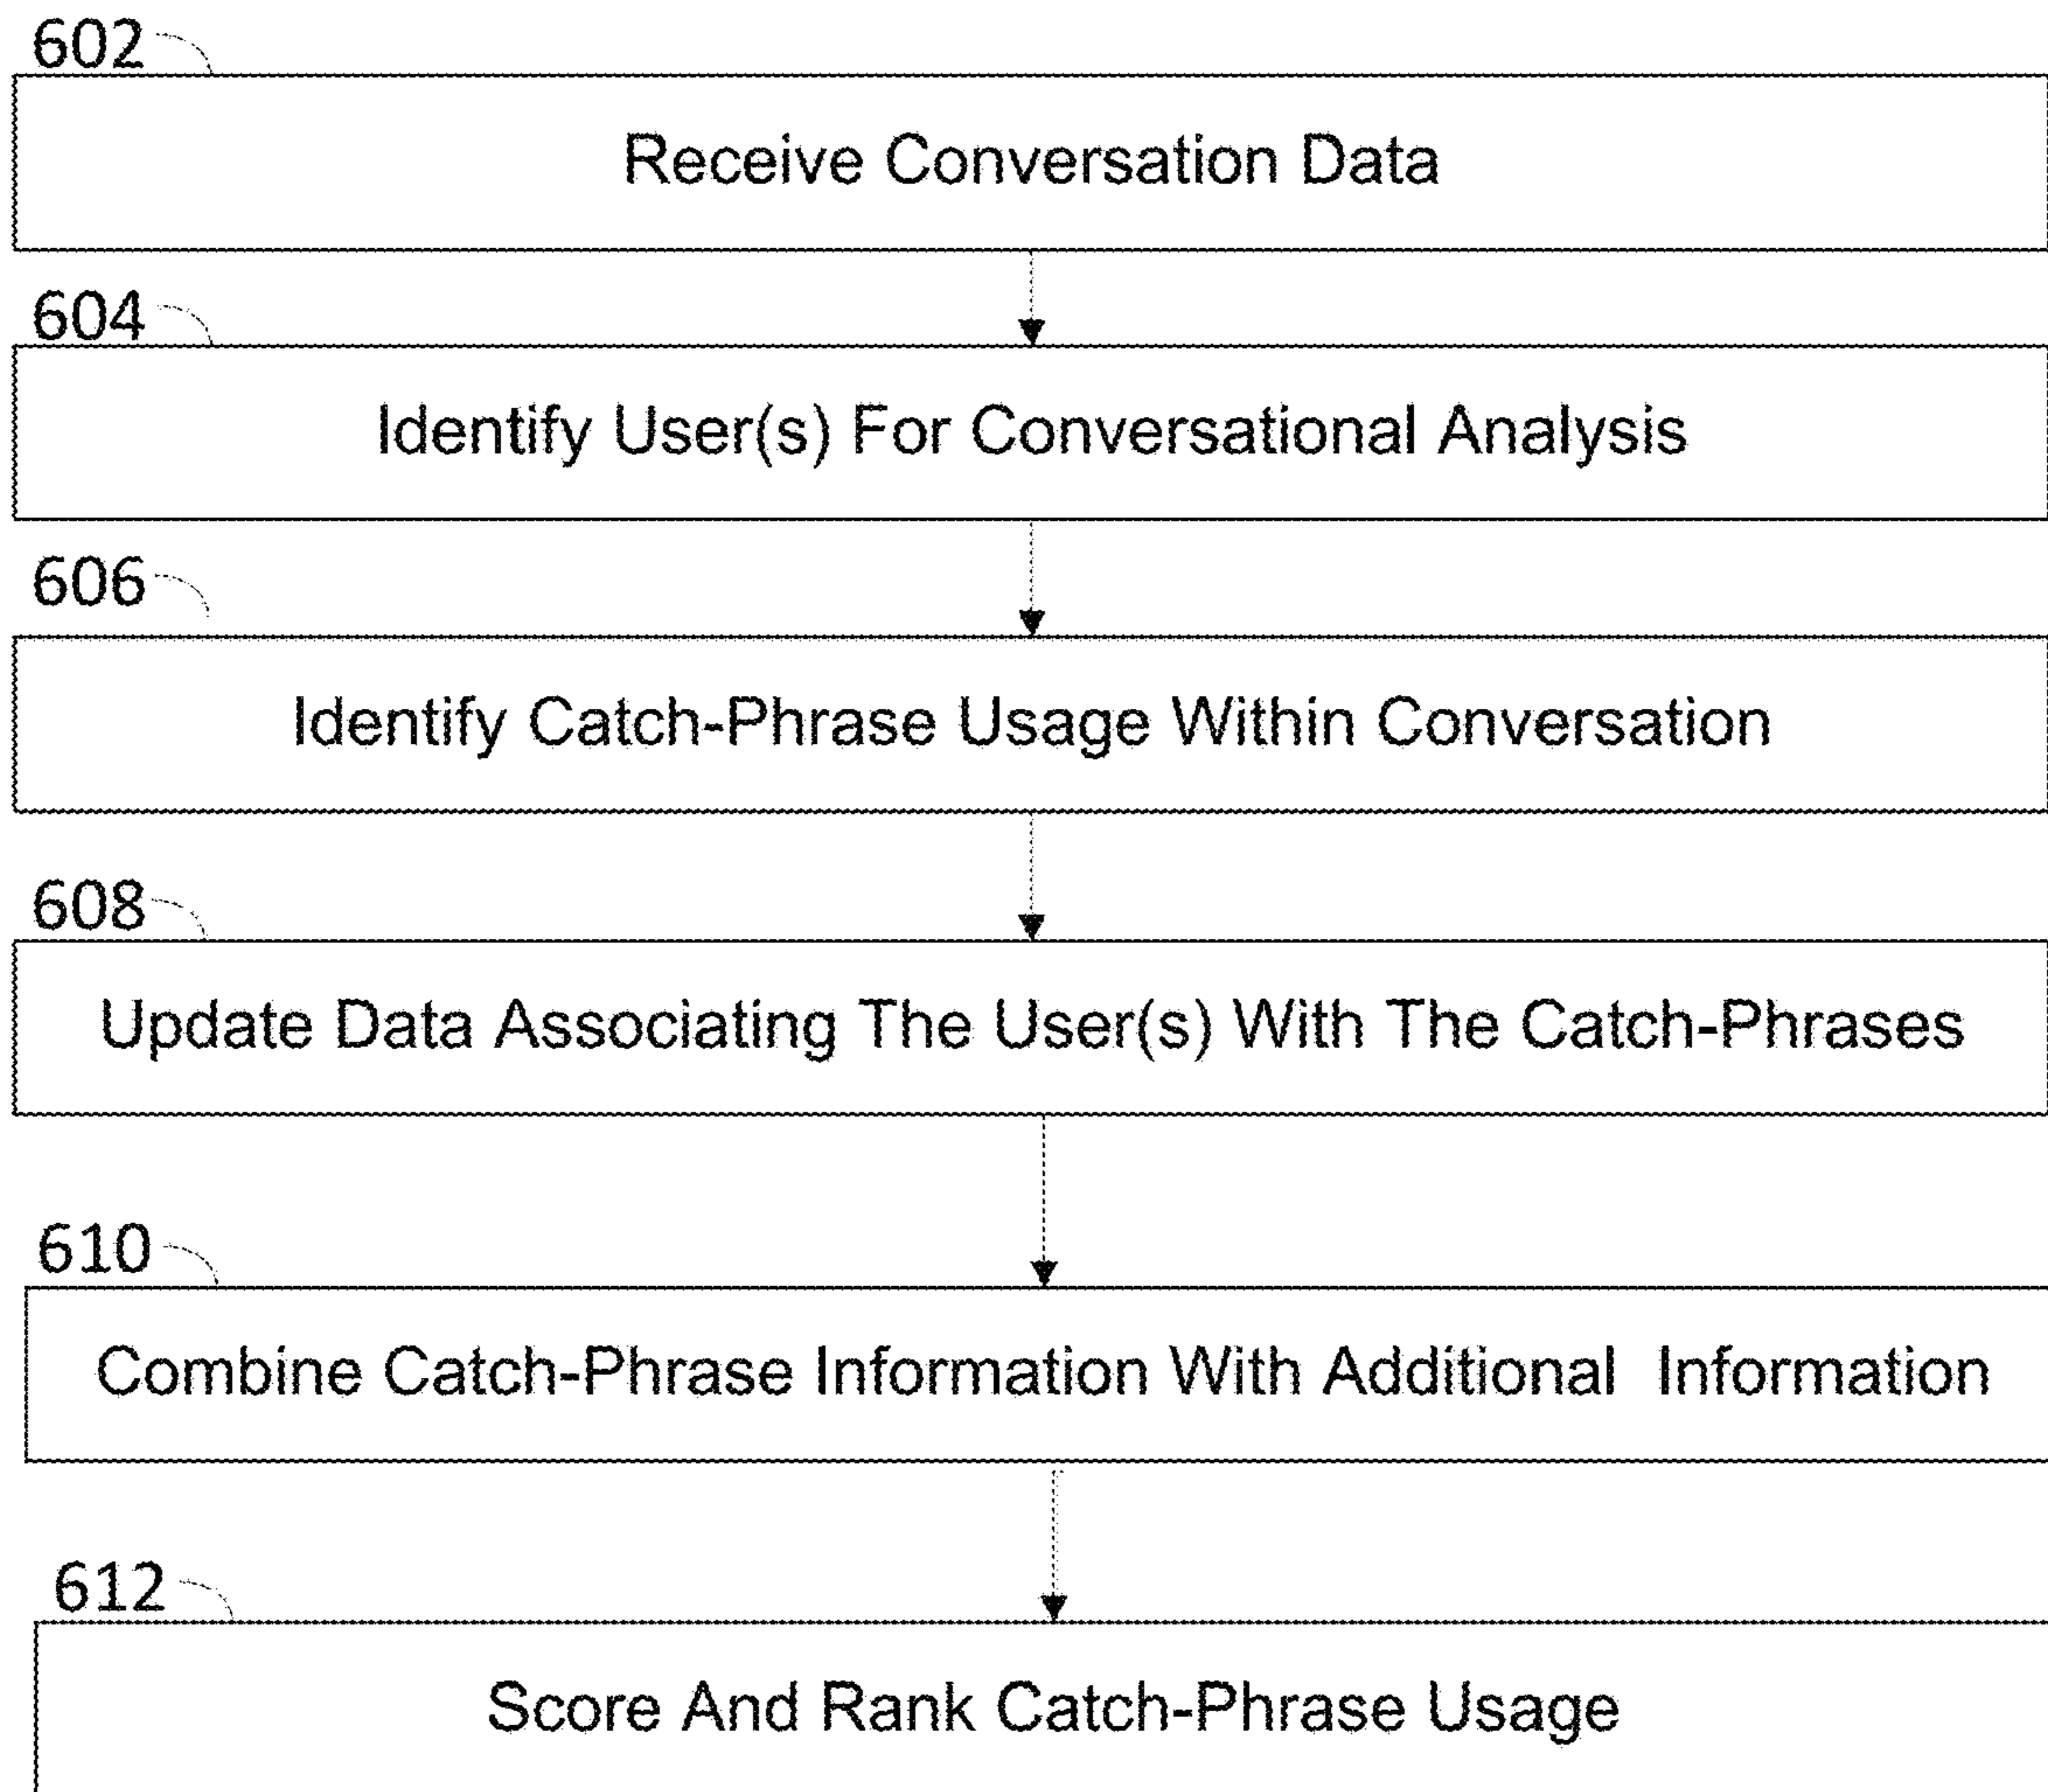 602
Receive Conversation Data
604
Identify User(s) For Conversational Analysis
606
Identify Catch-Phrase Usage Within Conversation
608
Update Data Associating The User(s) With The Catch-Phrases
610
Combine Catch-Phrase Information With Additional  Information
612
Score And Rank Catch-Phrase Usage